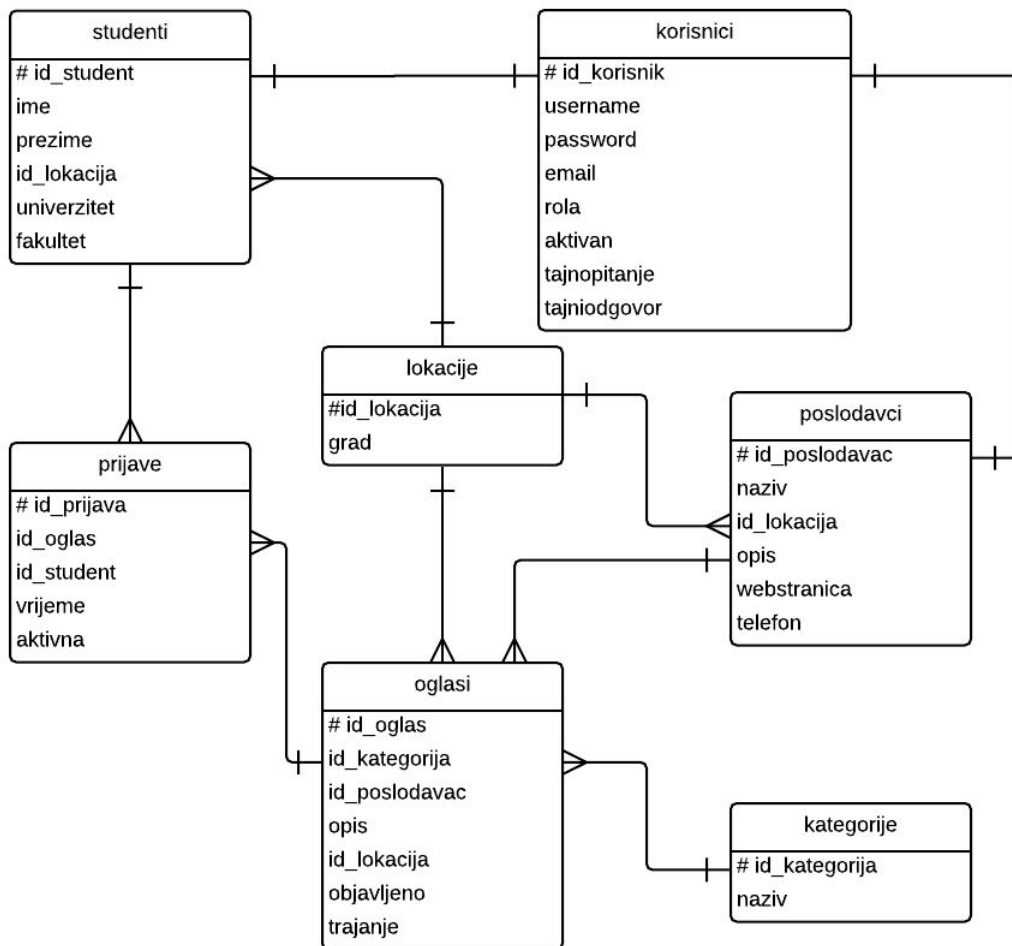 studenti
# id_student
ime
prezime
id_lokacija
univerzitet
fakultet
korisnici
# id_korisnik
username
password
email
rola
aktivan
tajnopitanje
tajniodgovor
lokacije
#id_lokacija
grad
poslodavci
# id_poslodavac
naziv
id_lokacija
opis
webstranica
telefon
prijave
# id_prijava
id_oglas
id_student
vrijeme
aktivna
oglasi
# id_oglas
id_kategorija
id_poslodavac
opis
id_lokacija
objavljeno
trajanje
kategorije
# id_kategorija
naziv